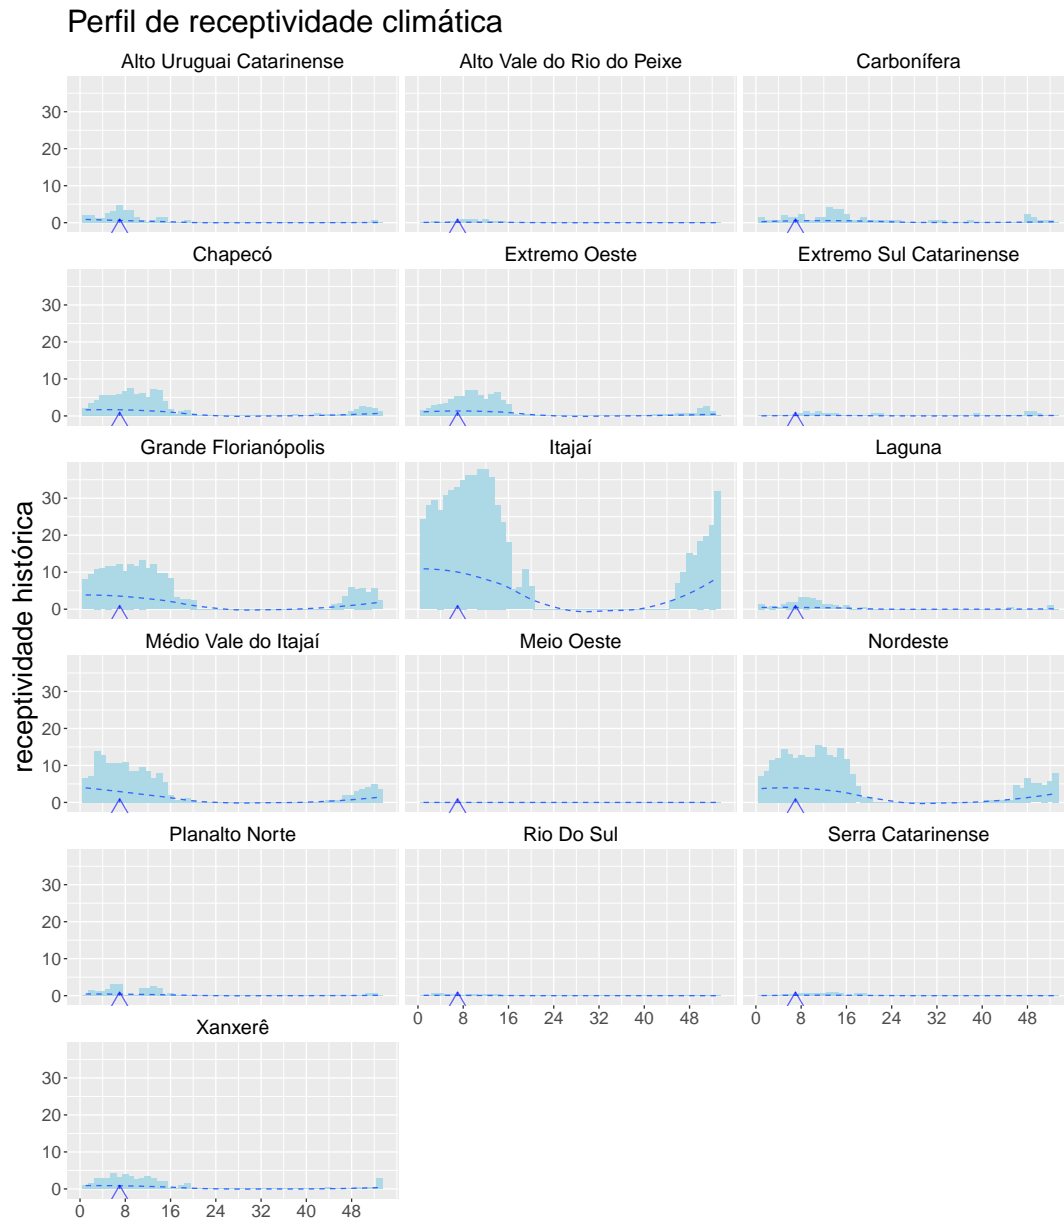 Perfil de receptividade climática
Alto Uruguai Catarinense
Alto Vale do Rio do Peixe
Carbonífera
30
20
10
0
Chapecó
Extremo Oeste
Extremo Sul Catarinense
30
20
10
0
Grande Florianópolis
Itajaí
Laguna
30
20
10
0
receptividade histórica
Médio Vale do Itajaí
Meio Oeste
Nordeste
30
20
10
0
Planalto Norte
Rio Do Sul
Serra Catarinense
30
20
10
0
0 8 16 24 32 40 48
0 8 16 24 32 40 48
Xanxerê
30
20
10
0
0 8 16 24 32 40 48